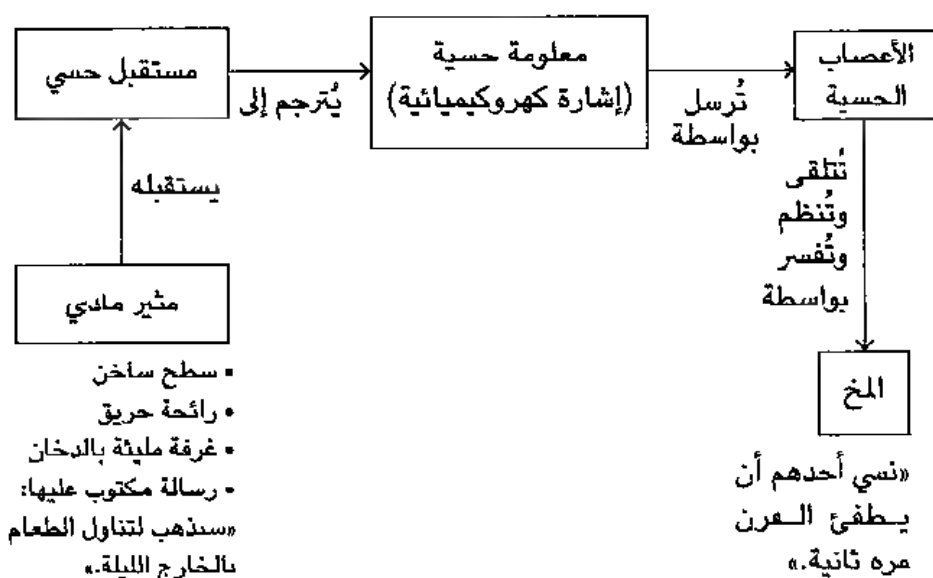 مستقبل حسي
يُترجم إلى
معلومة حسية
(إشارة كهروكيميائية)
تُرسل
بواسطة
الأعصاب
الحسية
يستقبله
تُتلقى
وتُنظم
وتُفسر
بواسطة
مثير مادي
• سطح ساخن
• رائحة حريق
• غرفة مليئة بالدخان
• رسالة مكتوب عليها:
«سنذهب لتناول الطعام
بالخارج الليلة.»
المخ
«نسي أحدهم أن
يطفئ الفرن
مره ثانية.»